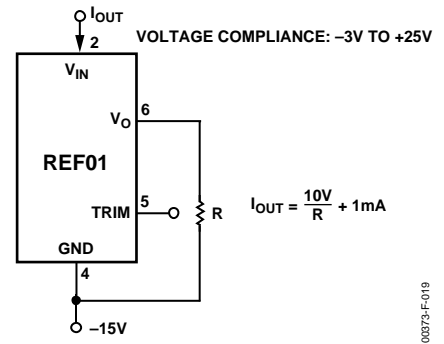 I_OUT
2
VOLTAGE COMPLIANCE: –3V TO +25V
V_IN
6
V_O
REF01
5
TRIM
R
I_OUT = 10V/R + 1mA
GND
4
–15V
00373-F-019